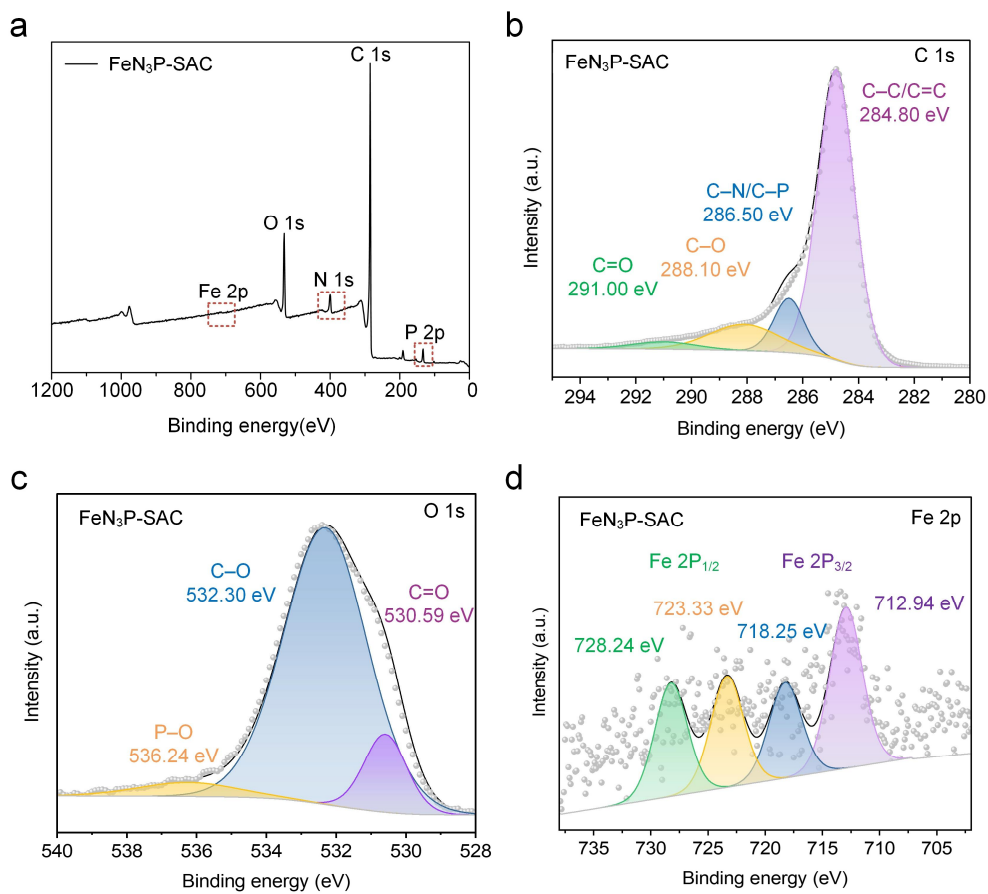 a
FeN₃P-SAC
C 1s
O 1s
N 1s
Fe 2p
P 2p
1200 1000 800 600 400 200 0
Binding energy(eV)
b
FeN₃P-SAC
C 1s
C–C/C=C
284.80 eV
C–N/C–P
286.50 eV
C–O
288.10 eV
C=O
291.00 eV
Intensity (a.u.)
294 292 290 288 286 284 282 280
Binding energy (eV)
c
FeN₃P-SAC
O 1s
C–O
532.30 eV
C=O
530.59 eV
P–O
536.24 eV
Intensity (a.u.)
540 538 536 534 532 530 528
Binding energy (eV)
d
FeN₃P-SAC
Fe 2p
Fe 2P₁/₂
Fe 2P₃/₂
712.94 eV
723.33 eV
718.25 eV
728.24 eV
Intensity (a.u.)
735 730 725 720 715 710 705
Binding energy (eV)